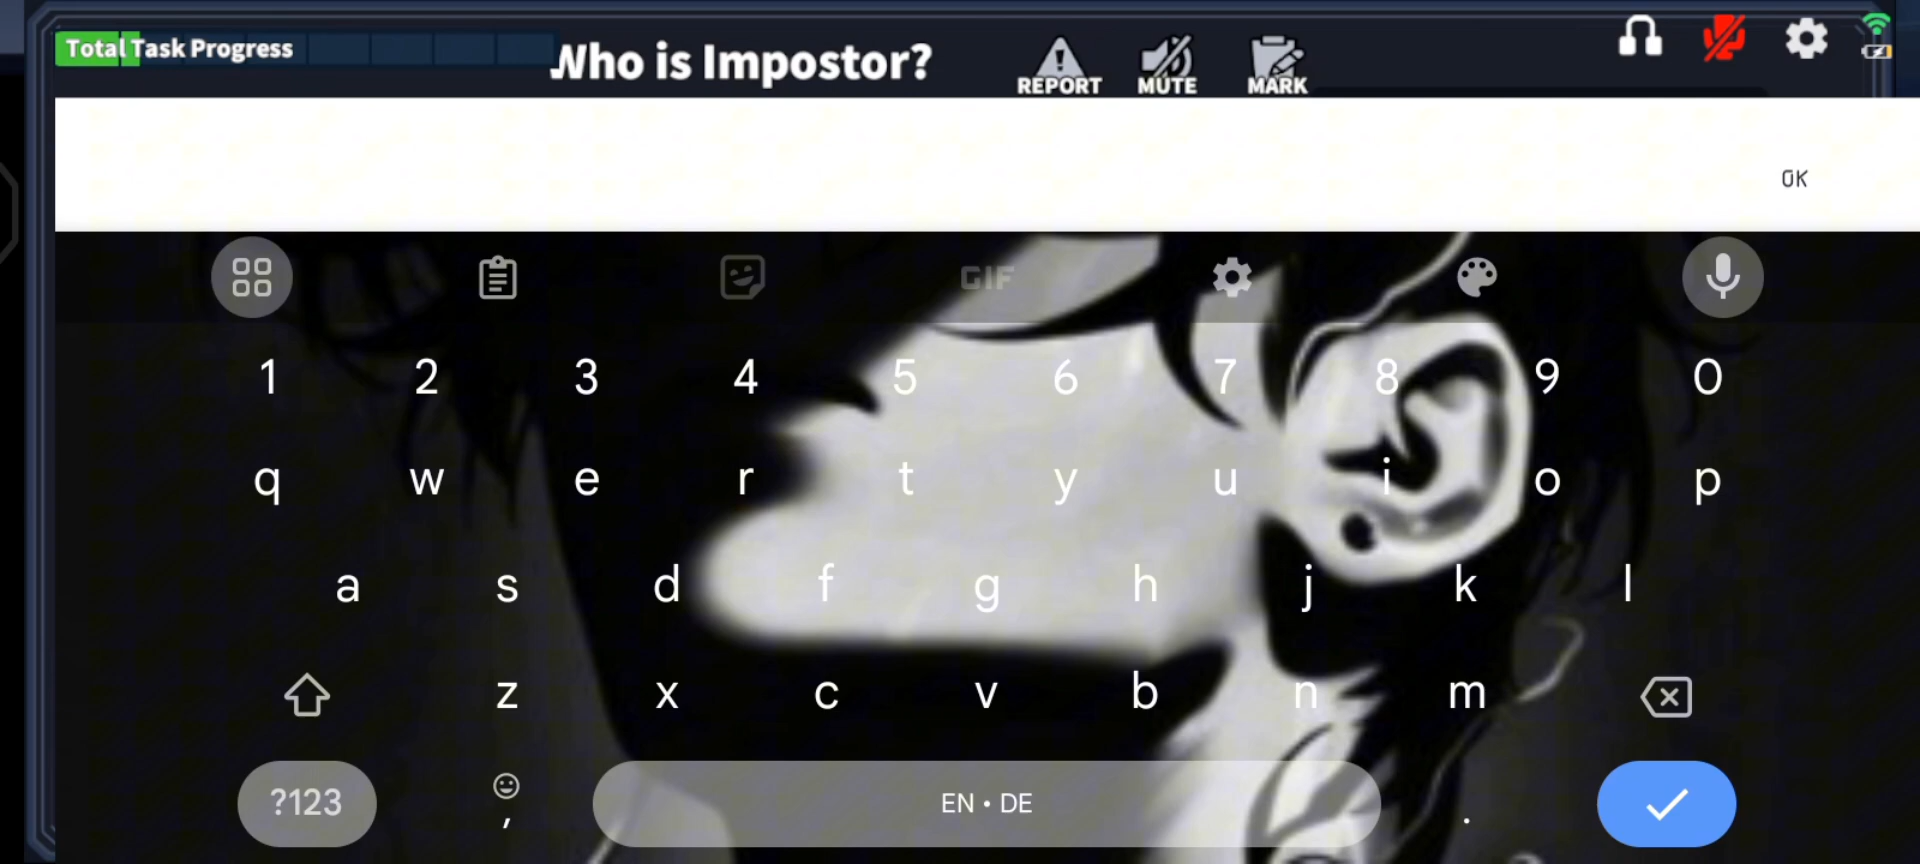 Total Task Progress
Who is Impostor?
REPORT MUTE MARK
OK
GIF
1 2 3 4 5 6 7 8 9 0
q w e r t y u i o p
a s d f g h j k l
z x c v b n m
?123 , EN • DE .